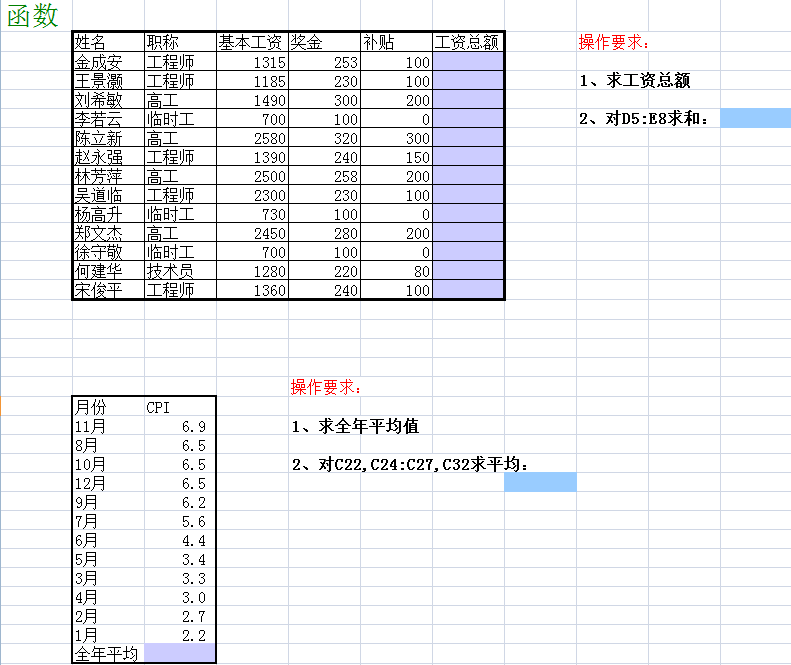 函数
姓名 职称 基本工资 奖金 补贴 工资总额
金成安 工程师 1315 253 100
王景灏 工程师 1185 230 100
刘希敏 高工 1490 300 200
李若云 临时工 700 100 0
陈立新 高工 2580 320 300
赵永强 工程师 1390 240 150
林芳萍 高工 2500 258 200
吴道临 工程师 2300 230 100
杨高升 临时工 730 100 0
郑文杰 高工 2450 280 200
徐守敬 临时工 700 100 0
何建华 技术员 1280 220 80
宋俊平 工程师 1360 240 100
操作要求:
1、求工资总额
2、对D5:E8求和:
月份 CPI
11月 6.9
8月 6.5
10月 6.5
12月 6.5
9月 6.2
7月 5.6
6月 4.4
5月 3.4
3月 3.3
4月 3.0
2月 2.7
1月 2.2
全年平均
操作要求:
1、求全年平均值
2、对C22,C24:C27,C32求平均: